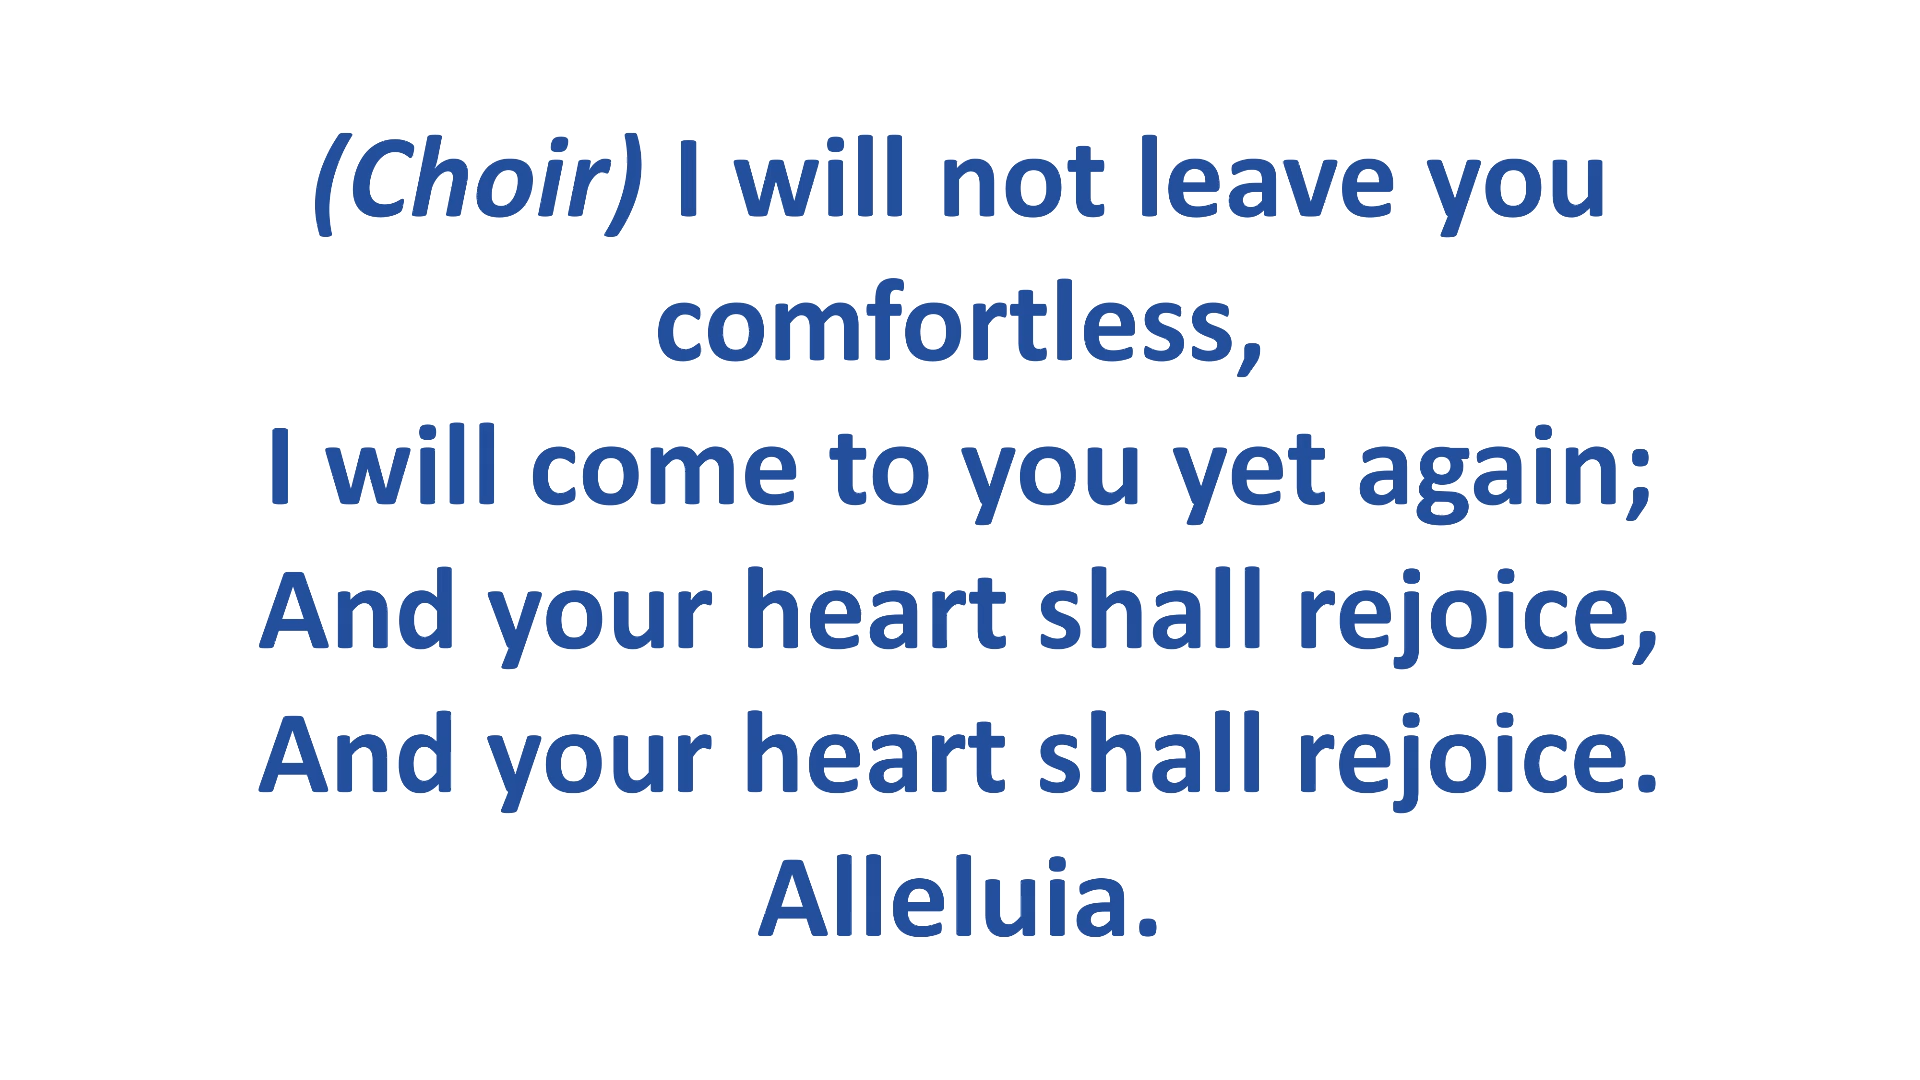 (Choir) I will not leave you
comfortless,
I will come to you yet again;
And your heart shall rejoice,
And your heart shall rejoice.
Alleluia.